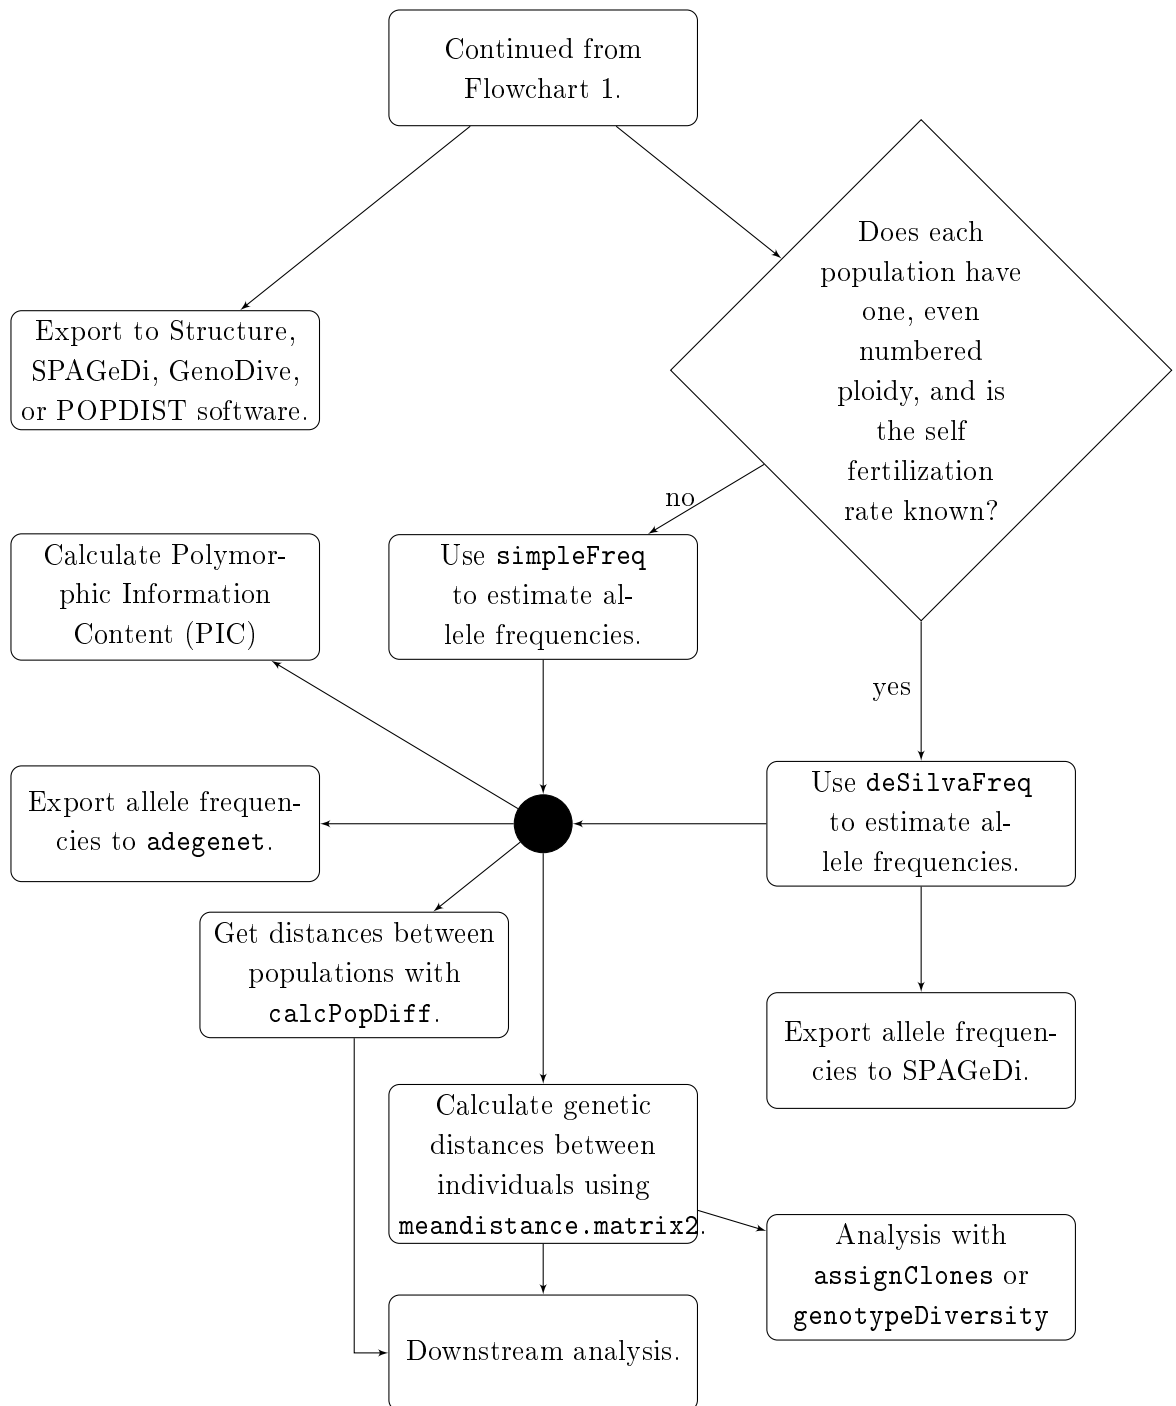 Continued from
Flowchart 1.
Does each
population have
one, even
numbered
ploidy, and is
the self
fertilization
rate known?
Export to Structure,
SPAGeDi, GenoDive,
or POPDIST software.
no
Calculate Polymor-
phic Information
Content (PIC)
Use simpleFreq
to estimate al-
lele frequencies.
yes
Export allele frequen-
cies to adegenet.
Use deSilvaFreq
to estimate al-
lele frequencies.
Get distances between
populations with
calcPopDiff.
Export allele frequen-
cies to SPAGeDi.
Calculate genetic
distances between
individuals using
meandistance.matrix2.
Analysis with
assignClones or
genotypeDiversity
Downstream analysis.